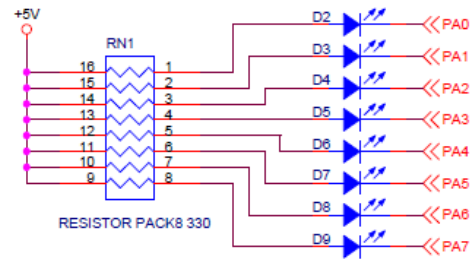 +5V
RN1
D2
PA0
D3
PA1
16 1
D4
PA2
15 2
14 3
D5
PA3
13 4
12 5
D6
PA4
11 6
10 7
D7
PA5
9 8
D8
PA6
RESISTOR PACK8 330
D9
PA7